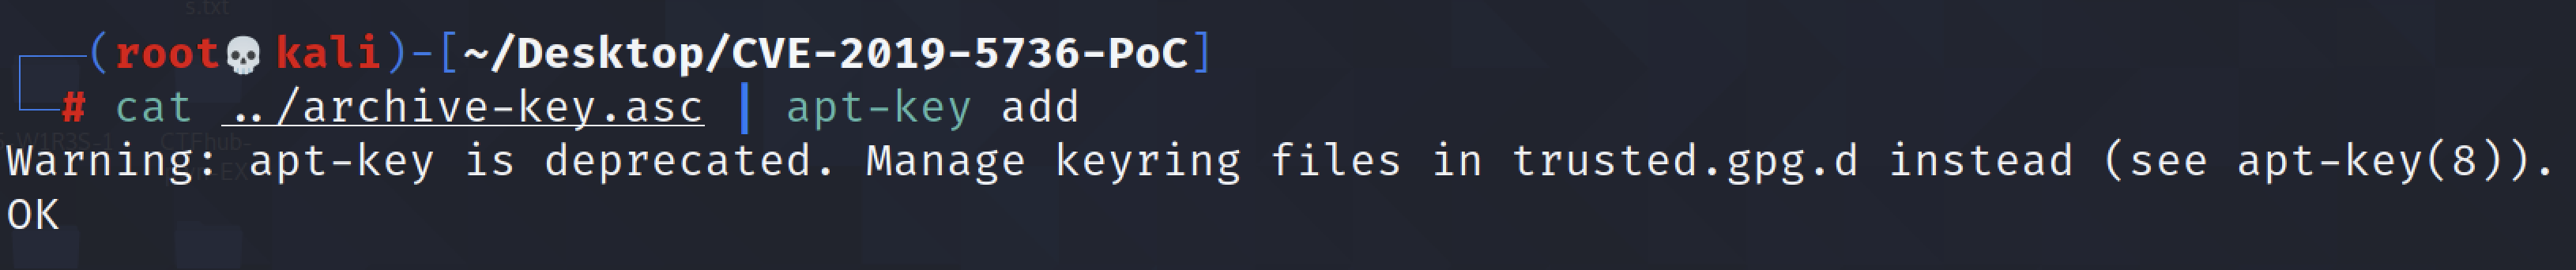 s.txt
(root💀kali)-[~/Desktop/CVE-2019-5736-PoC]
# cat ../archive-key.asc | apt-key add
Warning: apt-key is deprecated. Manage keyring files in trusted.gpg.d instead (see apt-key(8)).
OK